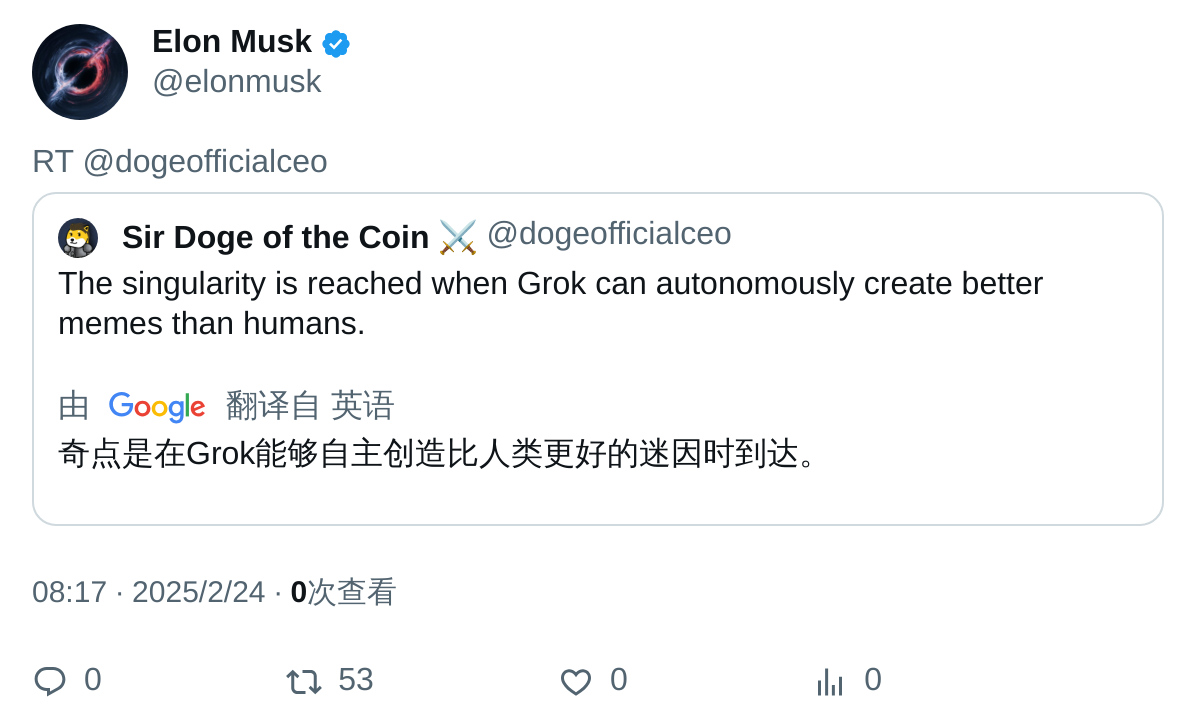 Elon Musk
@elonmusk
RT @dogeofficialceo
Sir Doge of the Coin ⚔️ @dogeofficialceo
The singularity is reached when Grok can autonomously create better
memes than humans.
由 Google 翻译自 英语
奇点是在Grok能够自主创造比人类更好的迷因时到达。
08:17 · 2025/2/24 · 0次查看
0 53 0 0